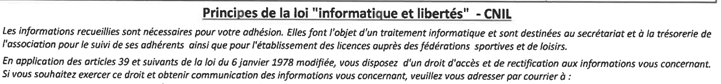 Principes de la loi "informatique et libertés" - CNIL
Les informations recueillies sont nécessaires pour votre adhésion. Elles font l'objet d'un traitement informatique et sont destinées au secrétariat et à la trésorerie de
l'association pour le suivi de ses adhérents ainsi que pour l'établissement des licences auprès des fédérations sportives et de loisirs.
En application des articles 39 et suivants de la loi du 6 janvier 1978 modifiée, vous disposez d'un droit d'accès et de rectification aux informations vous concernant.
Si vous souhaitez exercer ce droit et obtenir communication des informations vous concernant, veuillez vous adresser par courrier à :